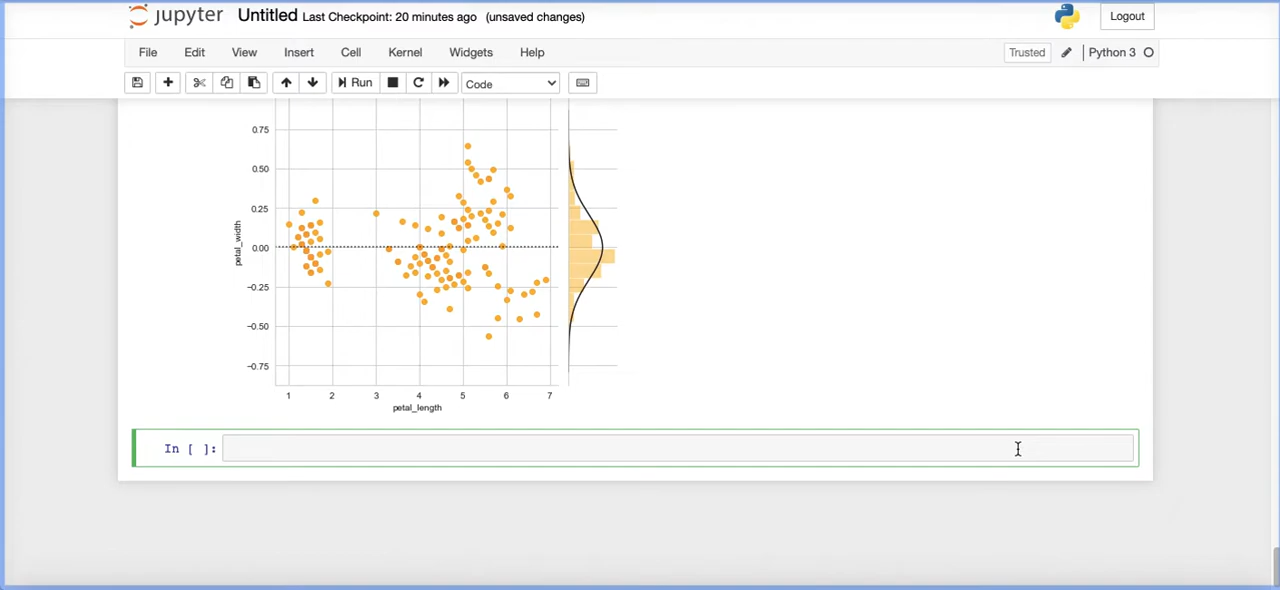 jupyter Untitled Last Checkpoint: 20 minutes ago (unsaved changes) Logout
File Edit View Insert Cell Kernel Widgets Help Trusted Python 3
Run Code
0.75
0.50
0.25
0.00
−0.25
−0.50
−0.75
petal_width
1 2 3 4 5 6 7
petal_length
In [ ]: